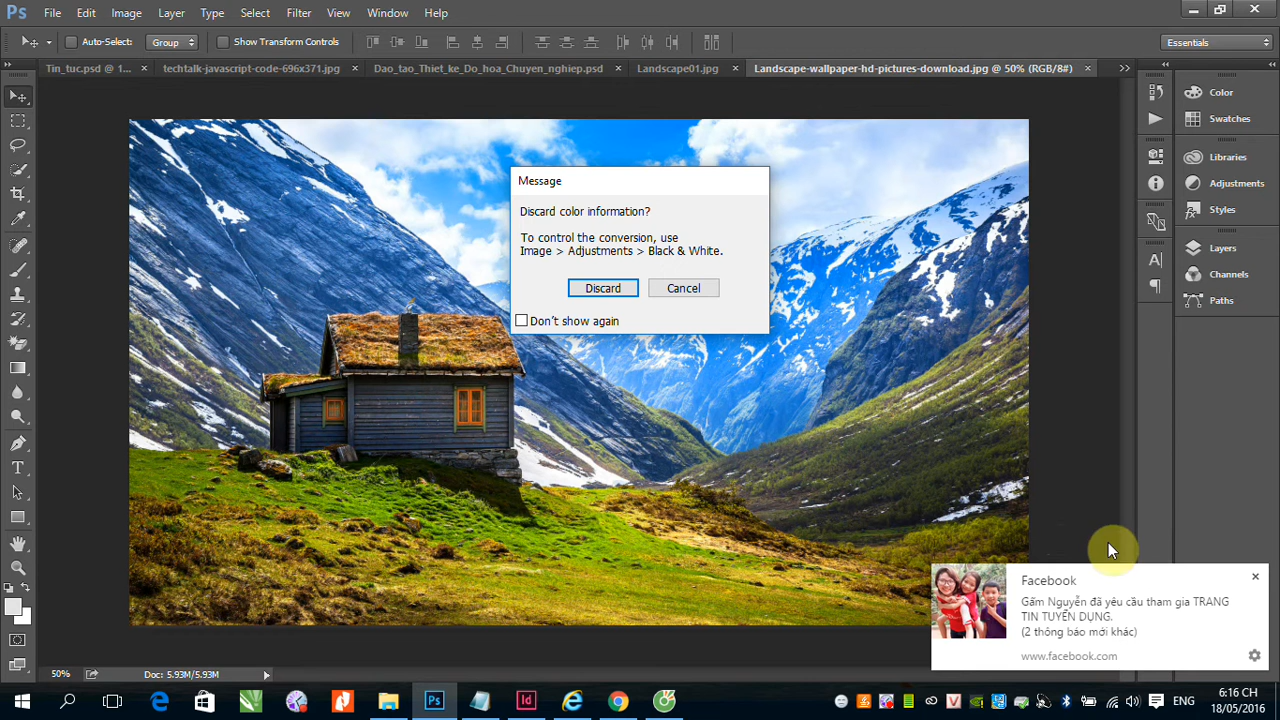 Ps File Edit Image Layer Type Select Filter View Window Help
Auto-Select: Group Show Transform Controls Essentials
Tin_tuc.psd @ 1... techtalk-javascript-code-696x371.jpg Dao_tao_Thiet_ke_Do_hoa_Chuyen_nghiep.psd Landscape01.jpg Landscape-wallpaper-hd-pictures-download.jpg @ 50% (RGB/8#)
Color
Swatches
Libraries
Adjustments
Styles
Layers
Channels
Paths
Message
Discard color information?
To control the conversion, use
Image > Adjustments > Black & White.
Discard Cancel
Don't show again
Facebook
Gấm Nguyễn đã yêu cầu tham gia TRANG
TIN TUYỂN DỤNG.
(2 thông báo mới khác)
www.facebook.com
50% Doc: 5.93M/5.93M
ENG
6:16 CH
18/05/2016